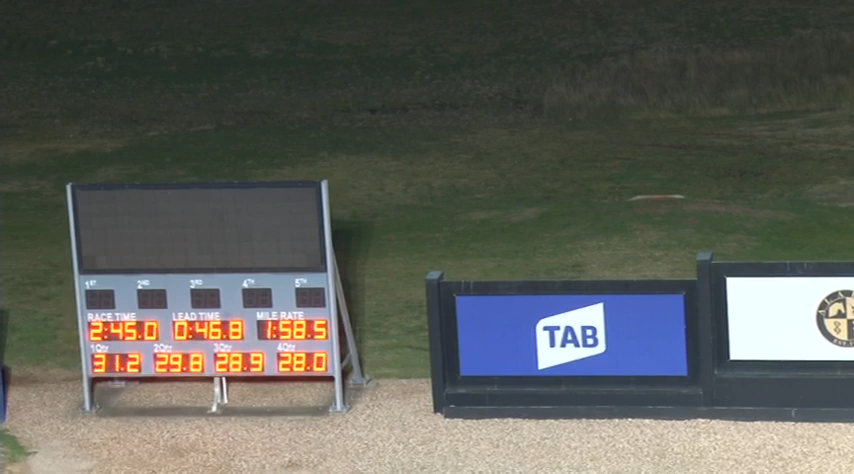 1ST 2ND 3RD 4TH 5TH
RACE TIME LEAD TIME MILE RATE
2:45.0 0:46.8 1:58.5
1Qtr 2Qtr 3Qtr 4Qtr
31.2 29.8 28.9 28.0
TAB